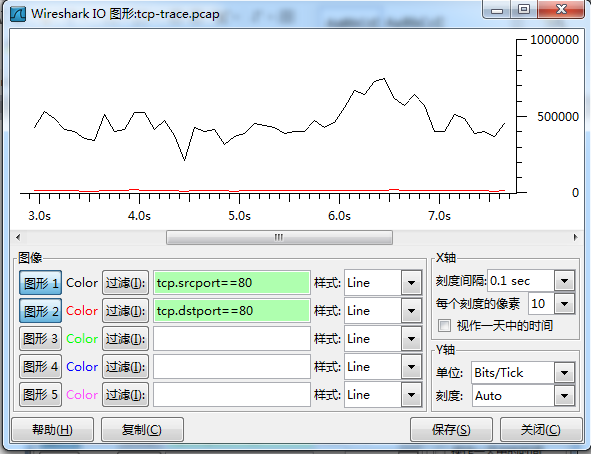 Wireshark IO 图形:tcp-trace.pcap
1000000
500000
0
3.0s 4.0s 5.0s 6.0s 7.0s
图像
图形 1 Color 过滤(I): tcp.srcport==80 样式: Line
图形 2 Color 过滤(I): tcp.dstport==80 样式: Line
图形 3 Color 过滤(I): 样式: Line
图形 4 Color 过滤(I): 样式: Line
图形 5 Color 过滤(I): 样式: Line
X轴
刻度间隔: 0.1 sec
每个刻度的像素 10
视作一天中的时间
Y轴
单位: Bits/Tick
刻度: Auto
帮助(H) 复制(C) 保存(S) 关闭(C)